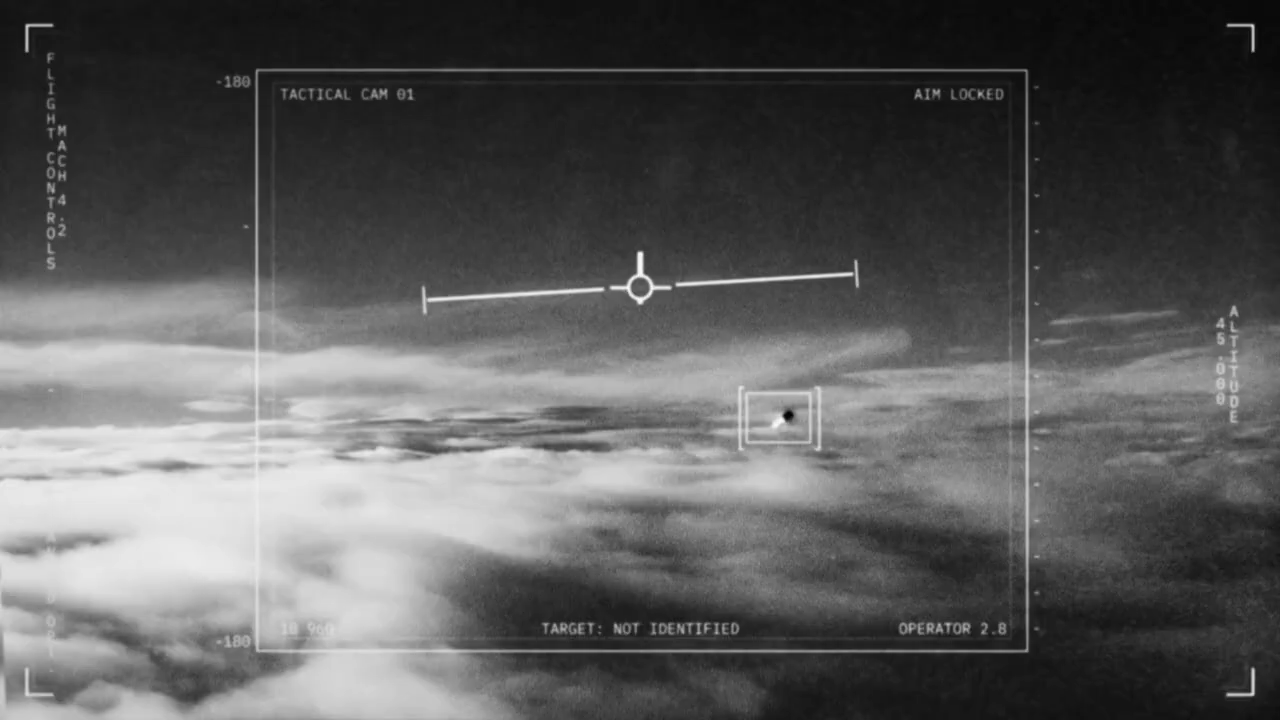 FLIGHT CONTROLS
MACH 4.2
-180
TACTICAL CAM 01
AIM LOCKED
ALTITUDE
45.000
-180
TARGET: NOT IDENTIFIED
OPERATOR 2.8